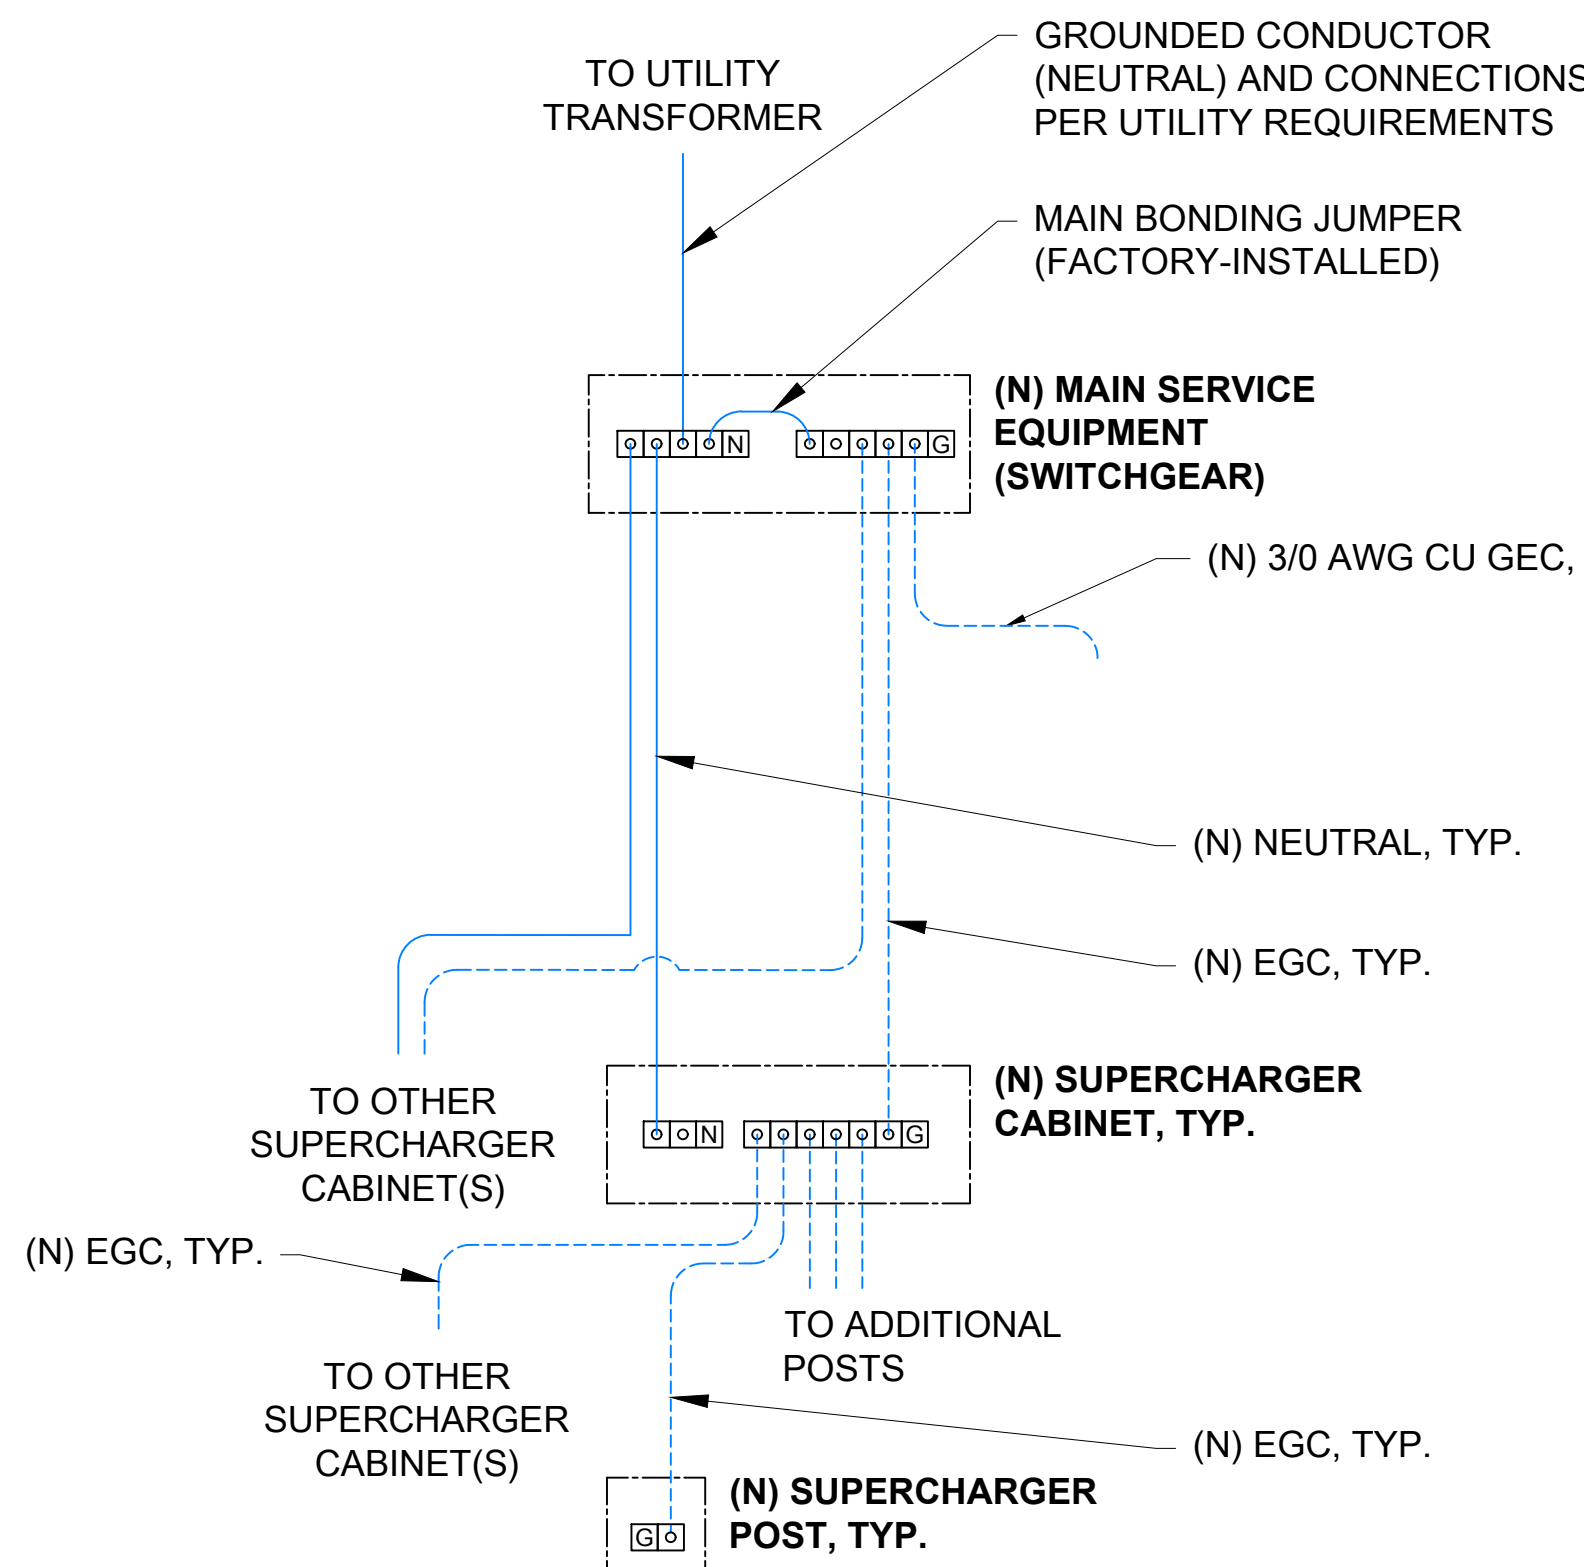 TO UTILITY
TRANSFORMER
GROUNDED CONDUCTOR
(NEUTRAL) AND CONNECTIONS
PER UTILITY REQUIREMENTS
MAIN BONDING JUMPER
(FACTORY-INSTALLED)
(N) MAIN SERVICE
EQUIPMENT
(SWITCHGEAR)
N
G
(N) 3/0 AWG CU GEC,
(N) NEUTRAL, TYP.
(N) EGC, TYP.
TO OTHER
SUPERCHARGER
CABINET(S)
(N) SUPERCHARGER
CABINET, TYP.
N
G
(N) EGC, TYP.
TO OTHER
SUPERCHARGER
CABINET(S)
TO ADDITIONAL
POSTS
(N) EGC, TYP.
(N) SUPERCHARGER
POST, TYP.
G